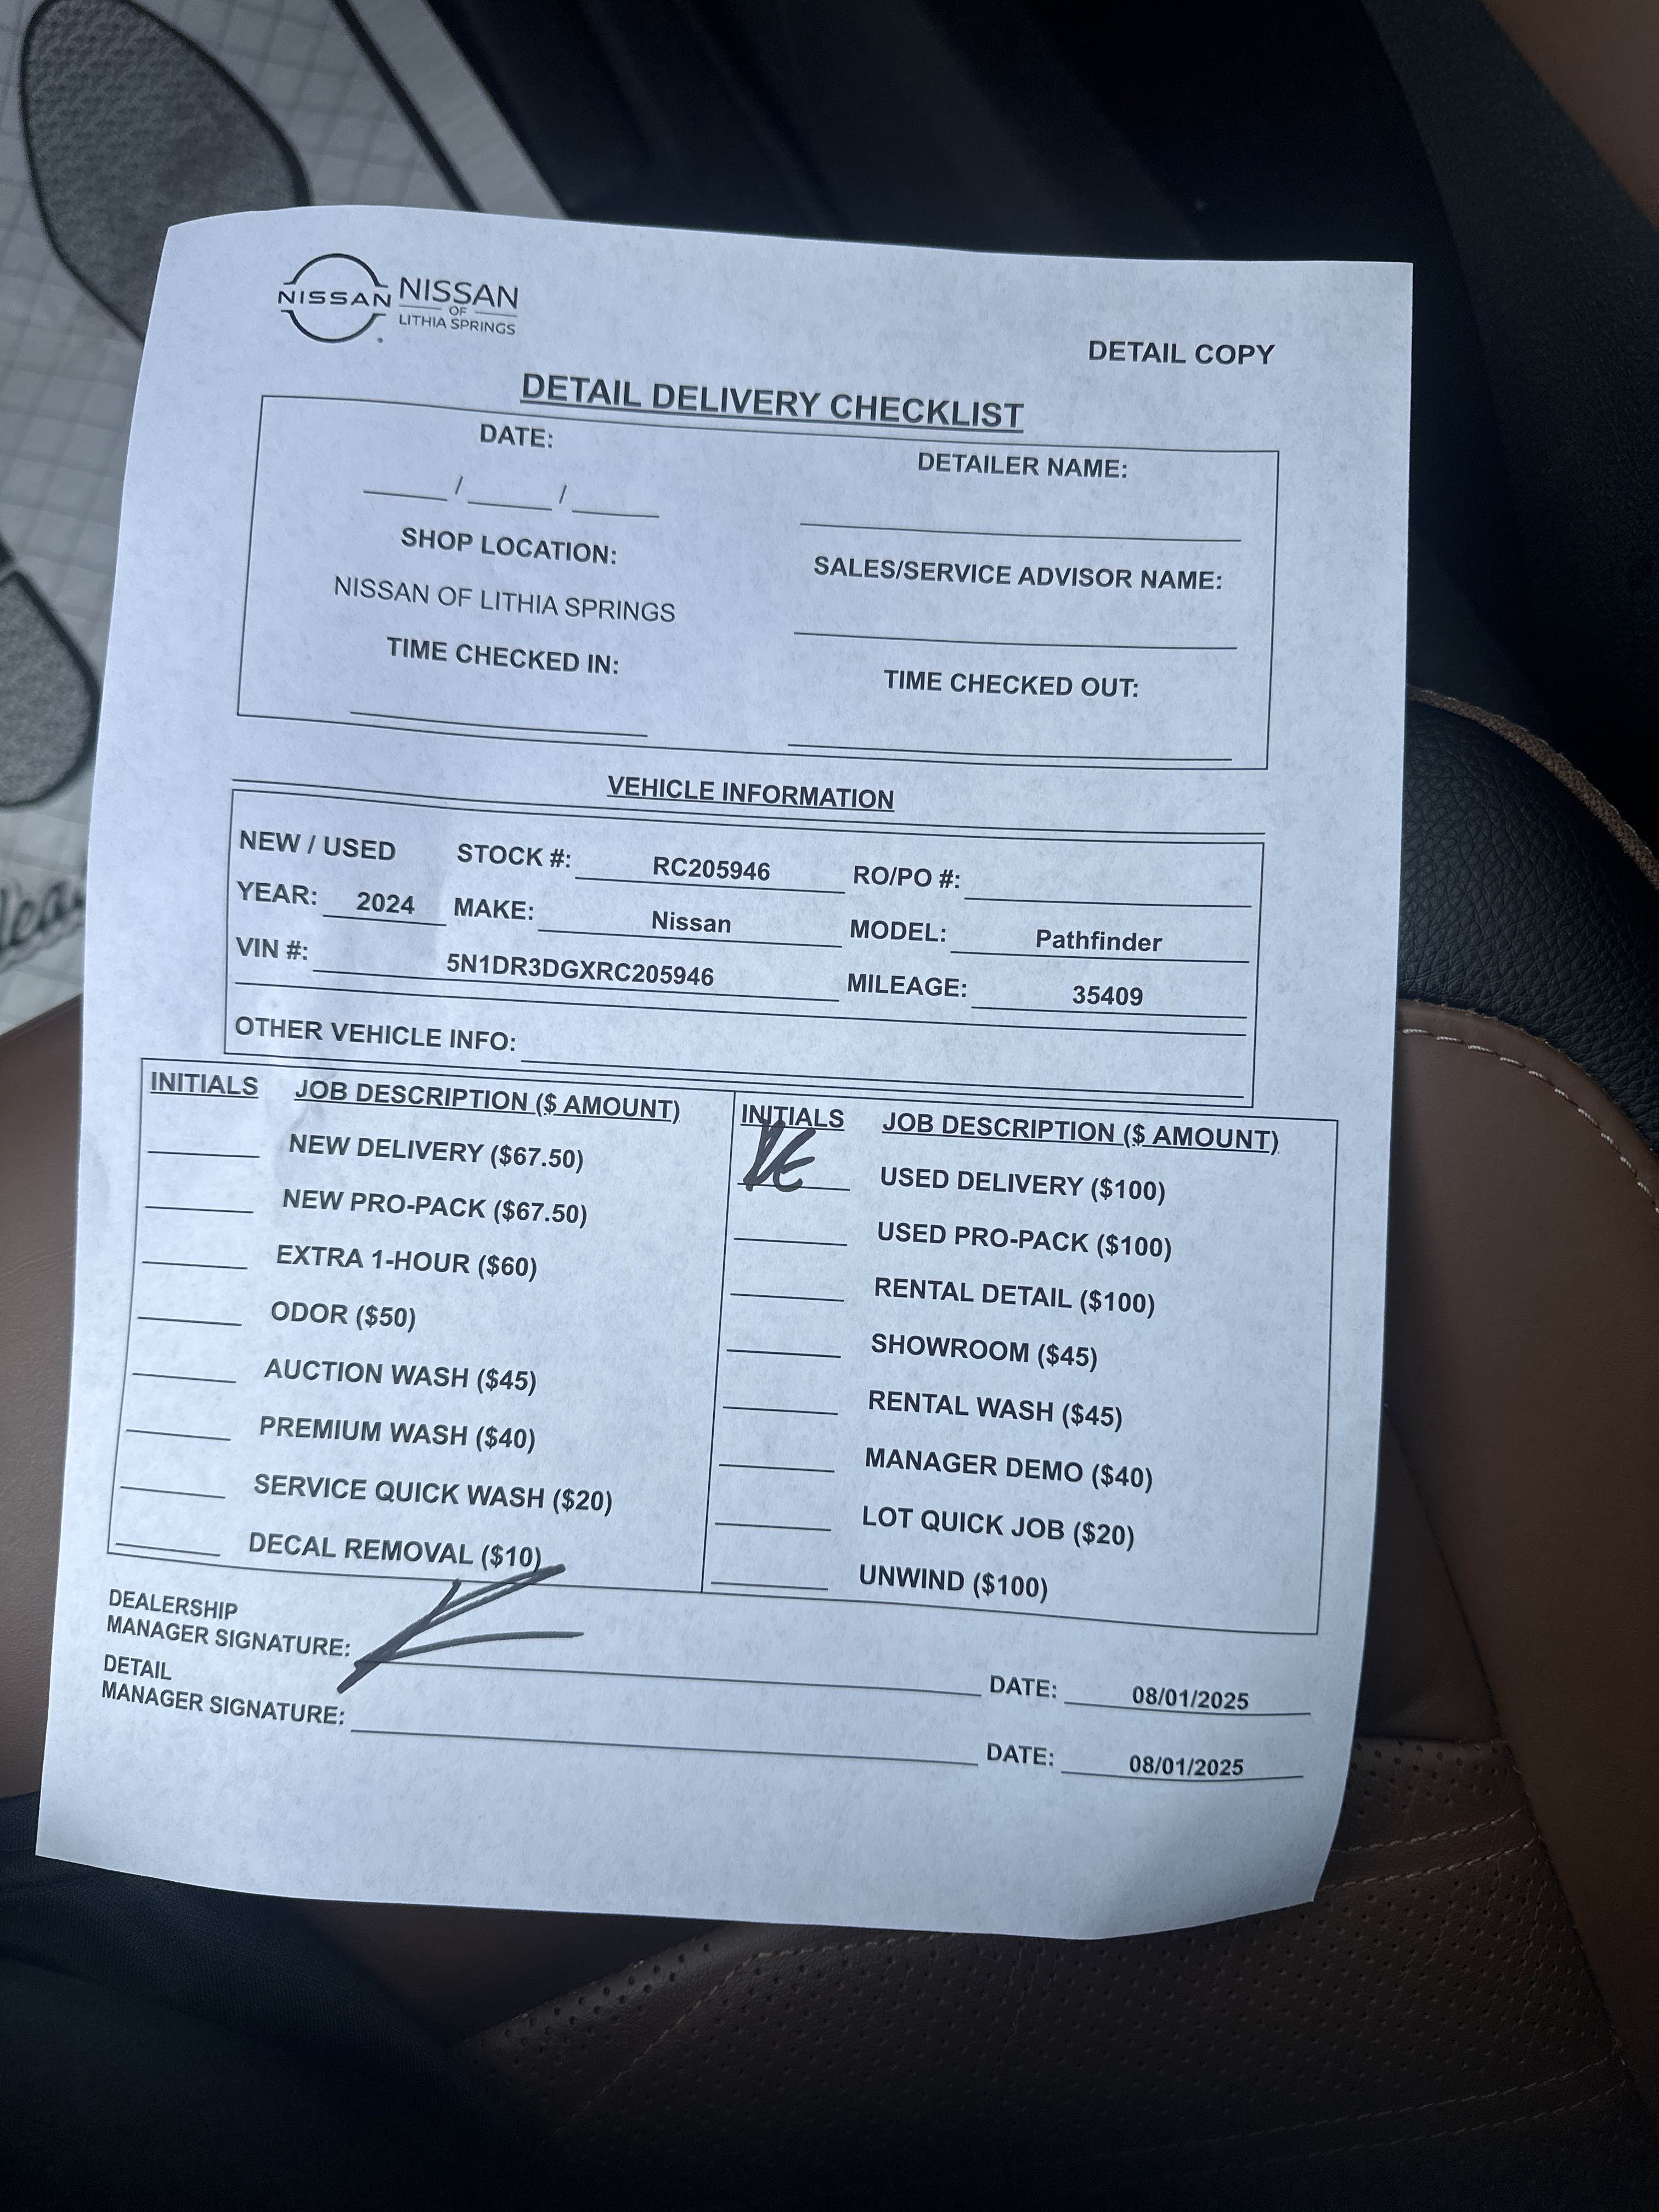 NISSAN NISSAN
OF
LITHIA SPRINGS
DETAIL COPY
DETAIL DELIVERY CHECKLIST
DATE:
DETAILER NAME:
/ /
SHOP LOCATION:
SALES/SERVICE ADVISOR NAME:
NISSAN OF LITHIA SPRINGS
TIME CHECKED IN:
TIME CHECKED OUT:
VEHICLE INFORMATION
NEW / USED STOCK #: RC205946 RO/PO #:
YEAR: 2024 MAKE: Nissan MODEL: Pathfinder
VIN #: 5N1DR3DGXRC205946 MILEAGE: 35409
OTHER VEHICLE INFO:
INITIALS JOB DESCRIPTION ($ AMOUNT)
NEW DELIVERY ($67.50)
NEW PRO-PACK ($67.50)
EXTRA 1-HOUR ($60)
ODOR ($50)
AUCTION WASH ($45)
PREMIUM WASH ($40)
SERVICE QUICK WASH ($20)
DECAL REMOVAL ($10)
INITIALS JOB DESCRIPTION ($ AMOUNT)
USED DELIVERY ($100)
USED PRO-PACK ($100)
RENTAL DETAIL ($100)
SHOWROOM ($45)
RENTAL WASH ($45)
MANAGER DEMO ($40)
LOT QUICK JOB ($20)
UNWIND ($100)
DEALERSHIP
MANAGER SIGNATURE: DATE: 08/01/2025
DETAIL
MANAGER SIGNATURE: DATE: 08/01/2025